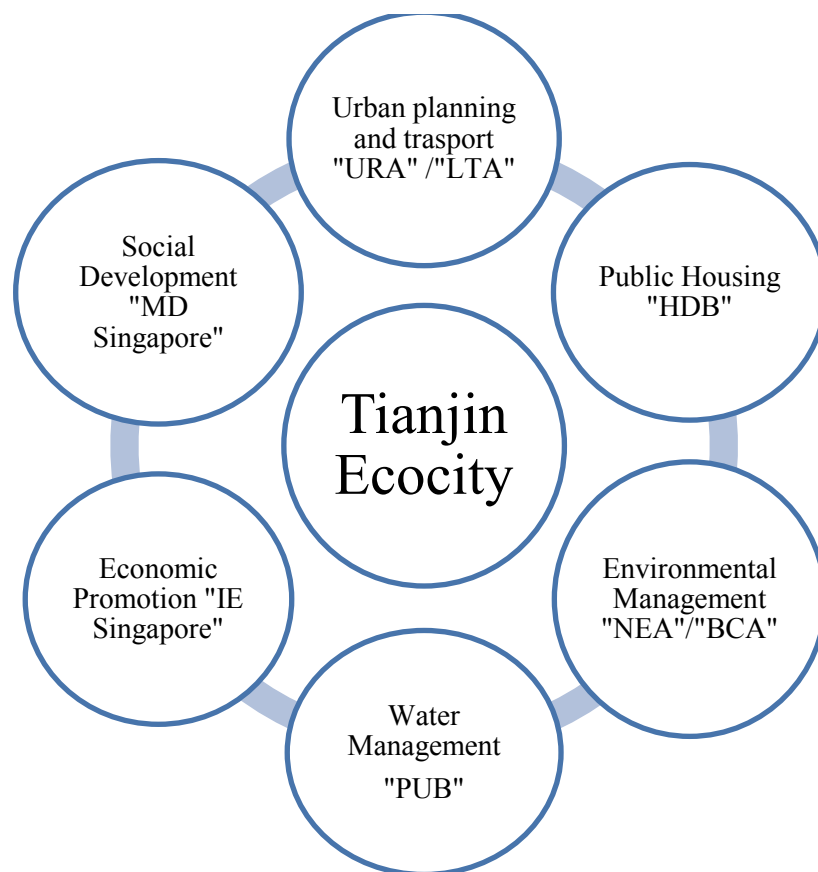 Urban planning
and trasport
"URA" /"LTA"
Public Housing
"HDB"
Environmental
Management
"NEA"/"BCA"
Water
Management
"PUB"
Economic
Promotion "IE
Singapore"
Social
Development
"MD
Singapore"
Tianjin
Ecocity